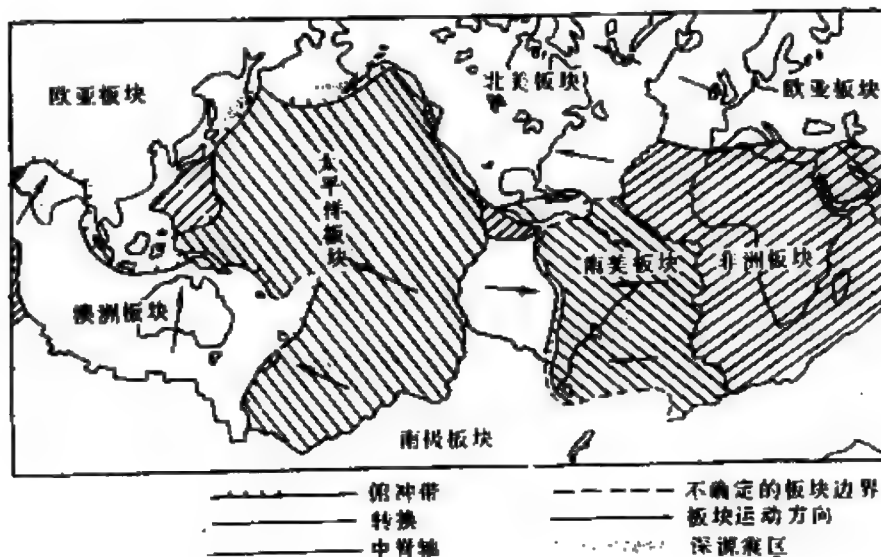 欧亚板块
北美板块
欧亚板块
太平洋板块
南美板块
非洲板块
澳洲板块
南极板块
俯冲带
不确定的板块边界
转换
板块运动方向
中脊轴
深源震区